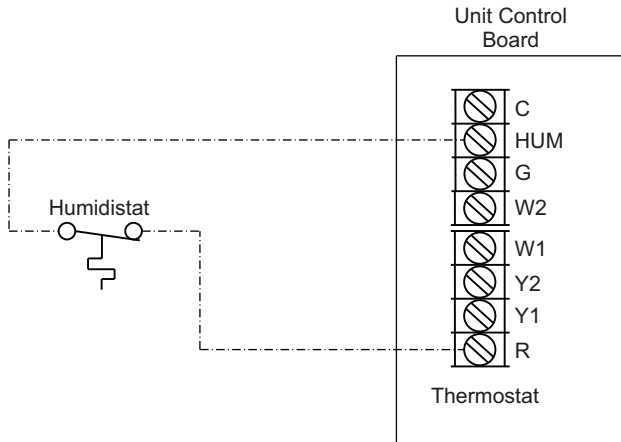 Unit Control
Board
C
HUM
G
Humidistat
W2
W1
Y2
Y1
R
Thermostat